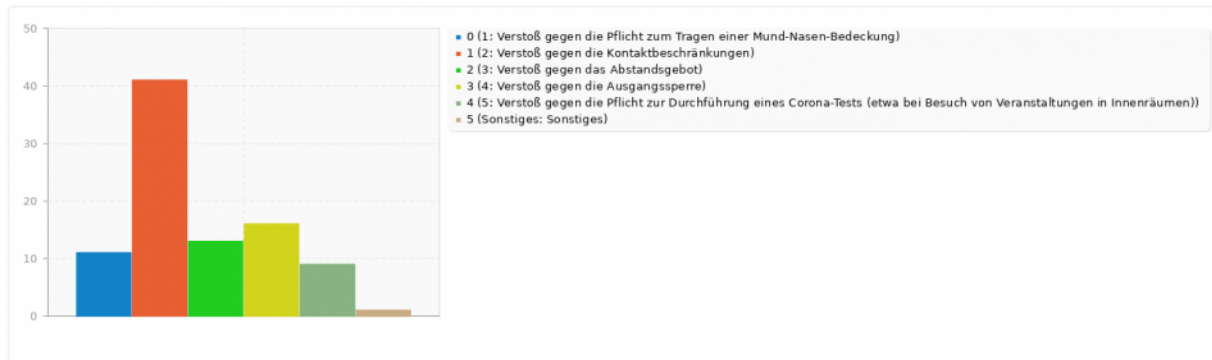 50
40
30
20
10
0
0 (1: Verstoß gegen die Pflicht zum Tragen einer Mund-Nasen-Bedeckung)
1 (2: Verstoß gegen die Kontaktbeschränkungen)
2 (3: Verstoß gegen das Abstandsgebot)
3 (4: Verstoß gegen die Ausgangssperre)
4 (5: Verstoß gegen die Pflicht zur Durchführung eines Corona-Tests (etwa bei Besuch von Veranstaltungen in Innenräumen))
5 (Sonstiges: Sonstiges)